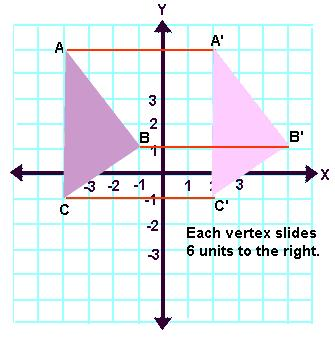 Y
A
A'
3
2
B
B'
1
X
-3 -2 -1 1 2 3
C
-1
C'
-2
Each vertex slides
6 units to the right.
-3